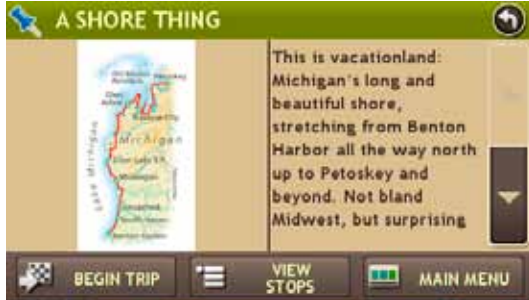 A SHORE THING
This is vacationland:
Michigan's long and
beautiful shore,
stretching from Benton
Harbor all the way north
up to Petoskey and
beyond. Not bland
Midwest, but surprising
Petoskey
Michigan
Lake Michigan
BEGIN TRIP
VIEW
STOPS
MAIN MENU